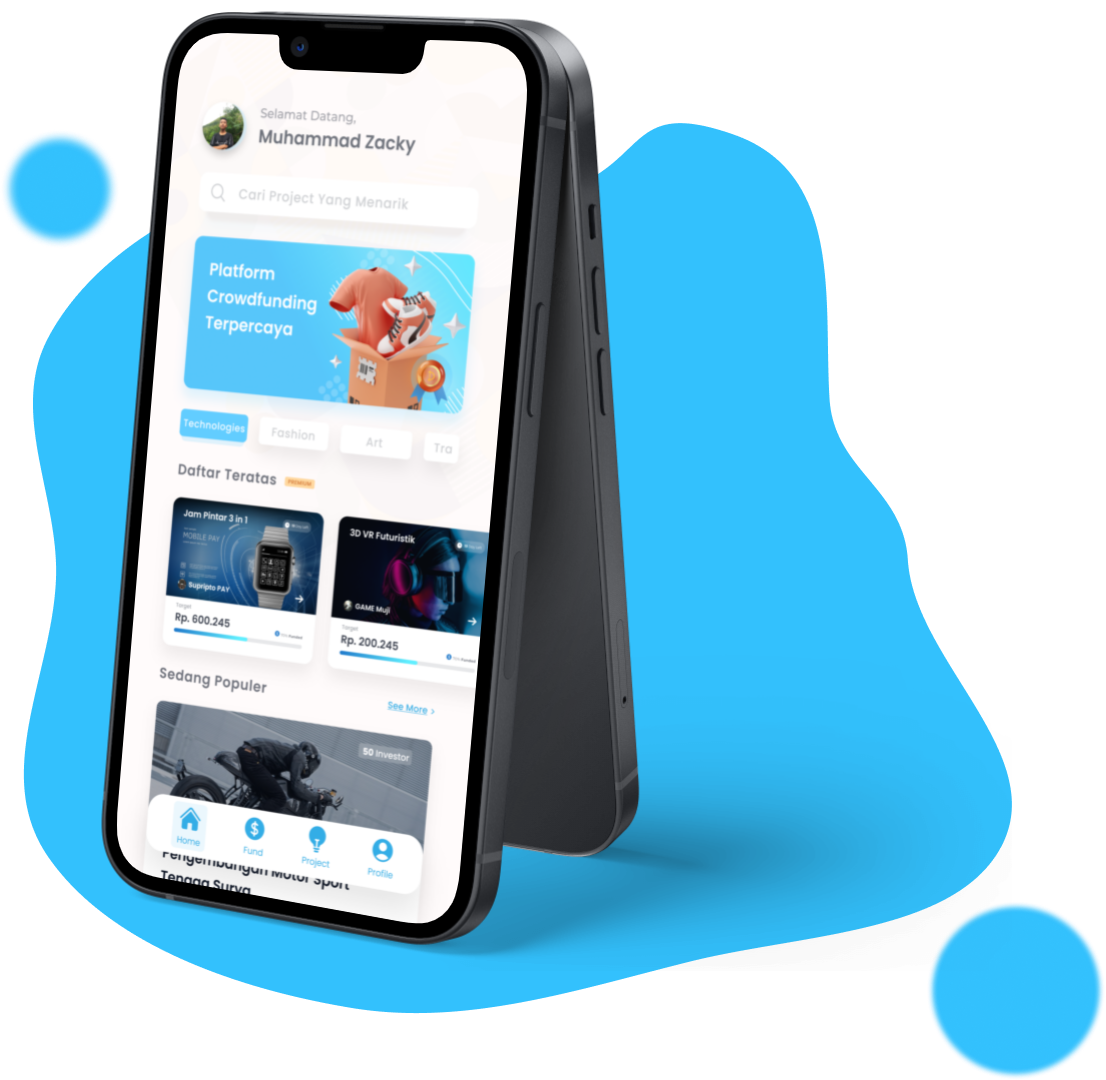 Selamat Datang,
Muhammad Zacky
Cari Project Yang Menarik
Platform
Crowdfunding
Terpercaya
Technologies
Fashion
Art
Tra
Daftar Teratas
Jam Pintar 3 in 1
MOBILE PAY
Supripto PAY
Target
Rp. 600.245
Funded
3D VR Futuristik
GAME Muji
Target
Rp. 200.245
Funded
Sedang Populer
See More >
50 Investor
Home
Fund
Project
Profile
Pengembangan Motor Sport
Tenaga Surya